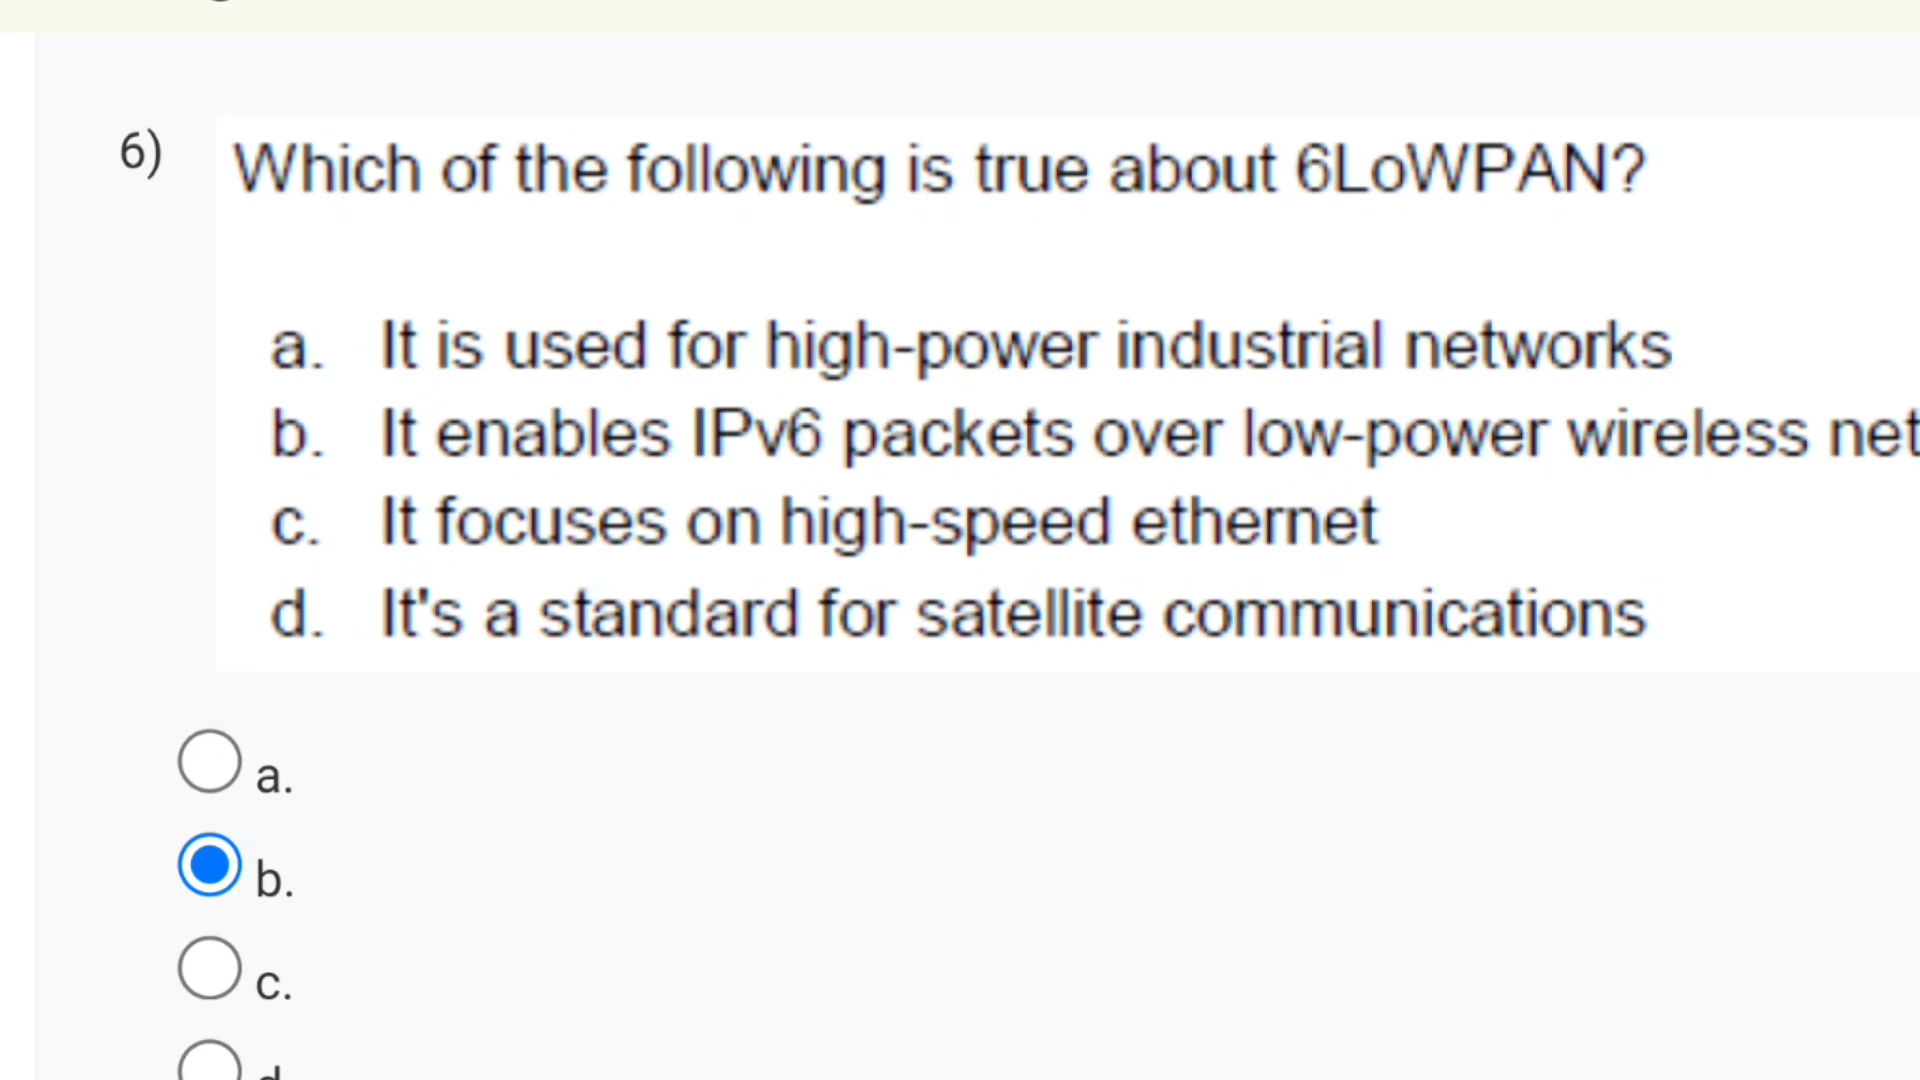 6) Which of the following is true about 6LoWPAN?
a. It is used for high-power industrial networks
b. It enables IPv6 packets over low-power wireless net
c. It focuses on high-speed ethernet
d. It's a standard for satellite communications
a.
b.
c.